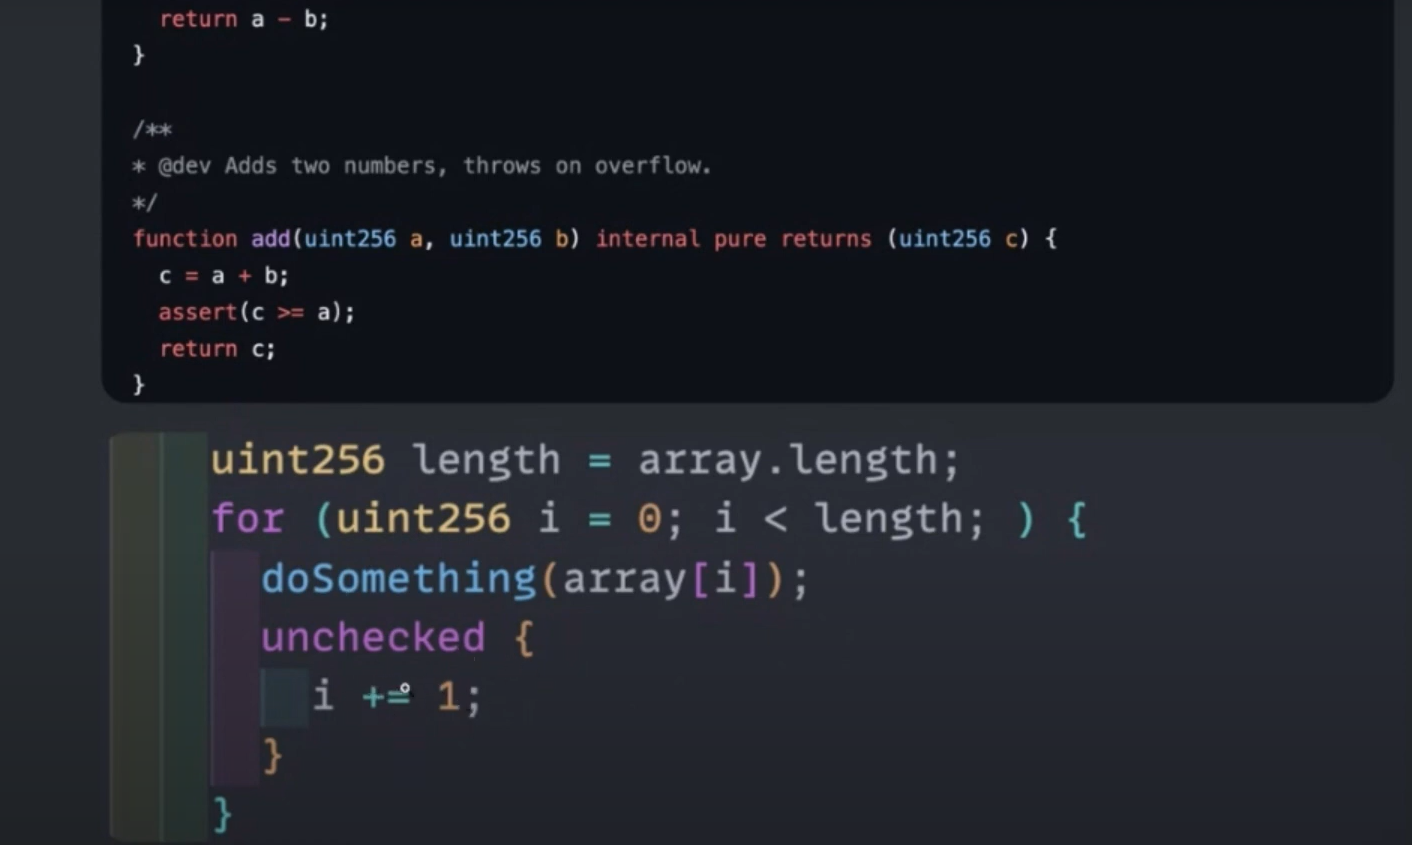 return a - b;
}
/**
* @dev Adds two numbers, throws on overflow.
*/
function add(uint256 a, uint256 b) internal pure returns (uint256 c) {
c = a + b;
assert(c >= a);
return c;
}
uint256 length = array.length;
for (uint256 i = 0; i < length; ) {
doSomething(array[i]);
unchecked {
i += 1;
}
}